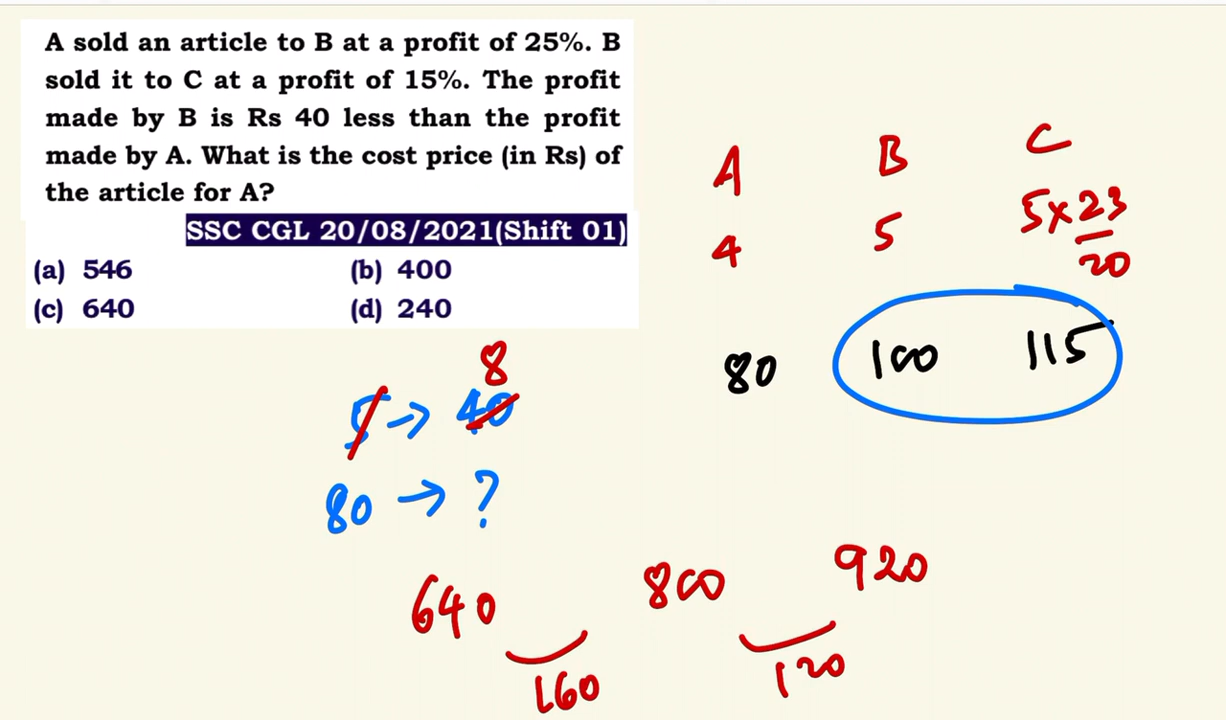 A sold an article to B at a profit of 25%. B
sold it to C at a profit of 15%. The profit
made by B is Rs 40 less than the profit
made by A. What is the cost price (in Rs) of
the article for A?
SSC CGL 20/08/2021(Shift 01)
(a) 546 (b) 400
(c) 640 (d) 240
A B C
4 5 5×23/20
80 100 115
8
5 → 40
80 → ?
640 800 920
160 120